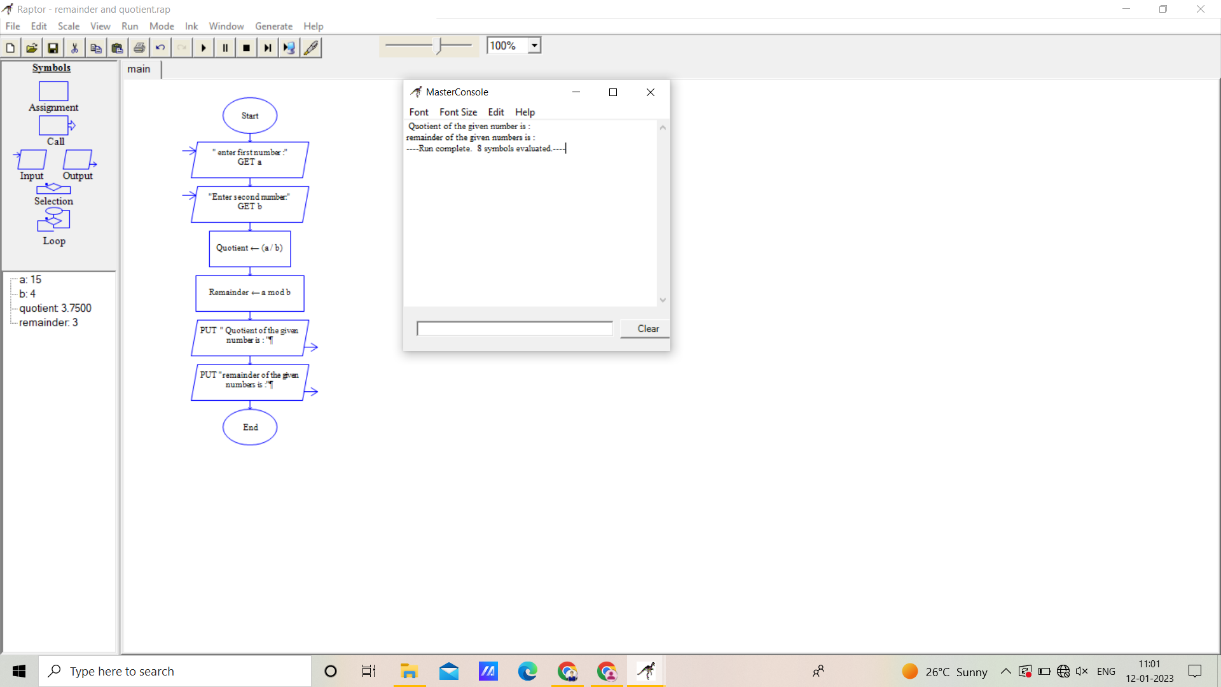 Raptor - remainder and quotient.rap
File Edit Scale View Run Mode Ink Window Generate Help
100%
Symbols
Assignment
Call
Input Output
Selection
Loop
a: 15
b: 4
quotient: 3.7500
remainder: 3
main
Start
" enter first number :"
GET a
"Enter second number:"
GET b
Quotient ← (a / b)
Remainder ← a mod b
PUT " Quotient of the given
number is : "¶
PUT "remainder of the given
numbers is :"¶
End
MasterConsole
Font Font Size Edit Help
Quotient of the given number is :
remainder of the given numbers is :
----Run complete. 8 symbols evaluated.----
Clear
Type here to search
26°C Sunny
ENG
11:01
12-01-2023